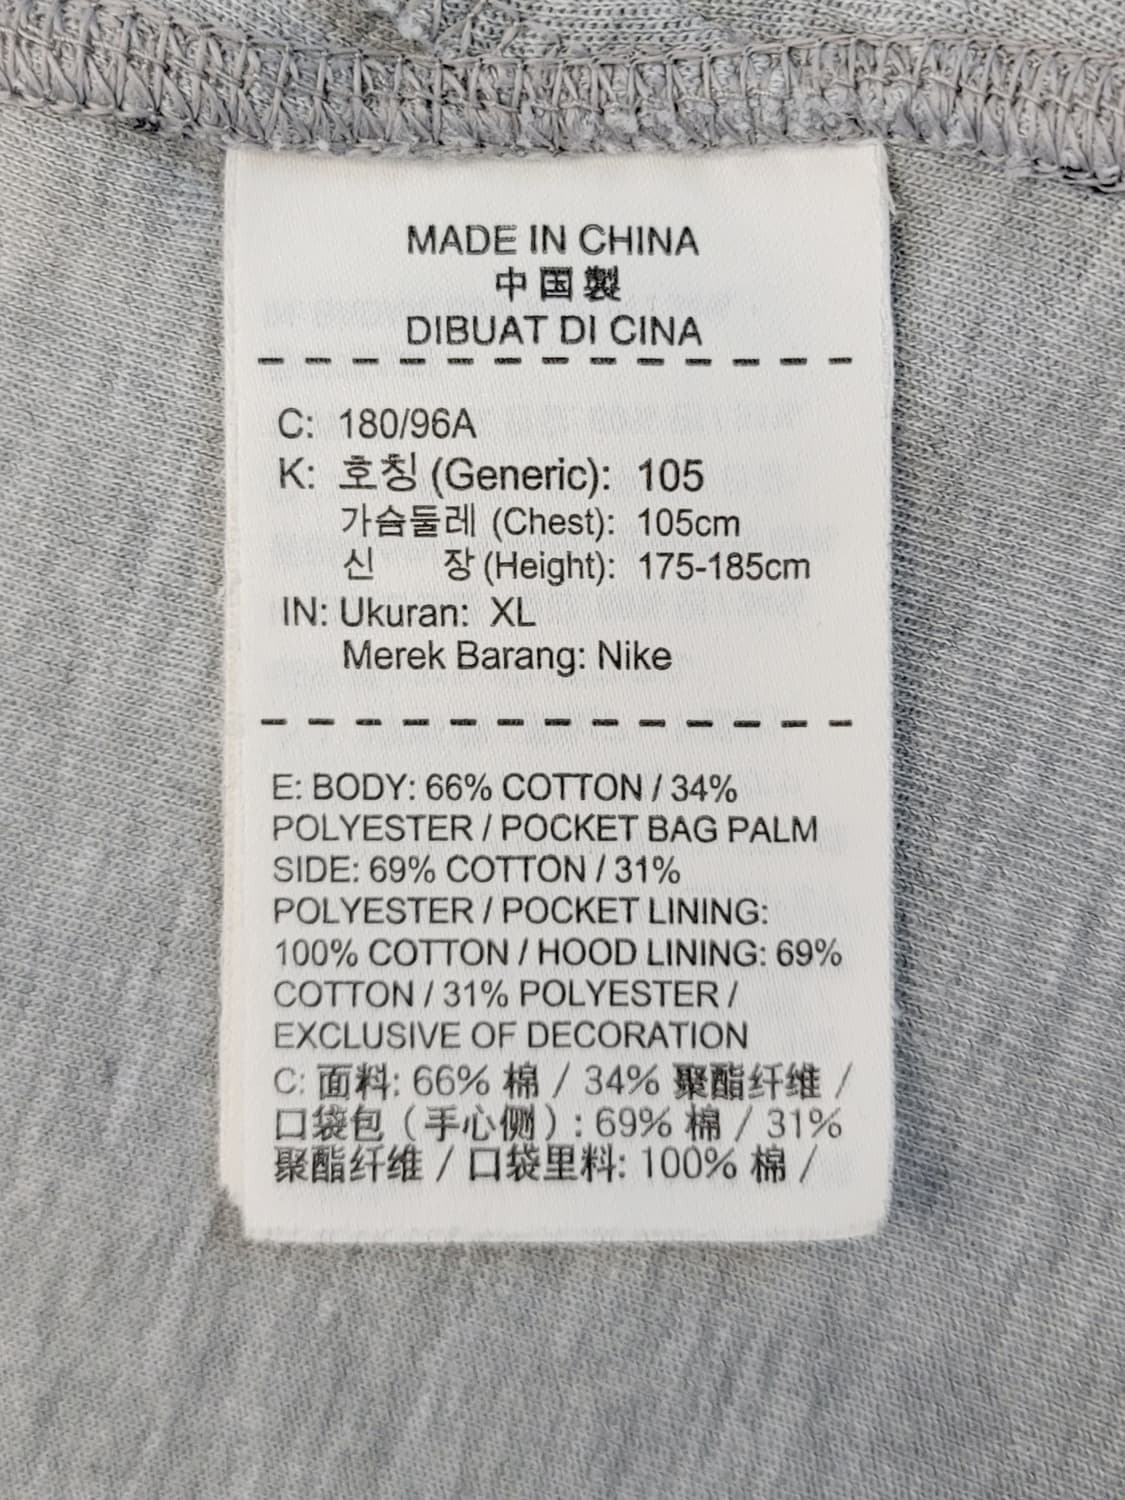 MADE IN CHINA
中国製
DIBUAT DI CINA
C: 180/96A
K: 호칭 (Generic): 105
가슴둘레 (Chest): 105cm
신 장 (Height): 175-185cm
IN: Ukuran: XL
Merek Barang: Nike
E: BODY: 66% COTTON / 34%
POLYESTER / POCKET BAG PALM
SIDE: 69% COTTON / 31%
POLYESTER / POCKET LINING:
100% COTTON / HOOD LINING: 69%
COTTON / 31% POLYESTER /
EXCLUSIVE OF DECORATION
C: 面料: 66% 棉 / 34% 聚酯纤维 /
口袋包（手心侧）: 69% 棉 / 31%
聚酯纤维 / 口袋里料: 100% 棉 /